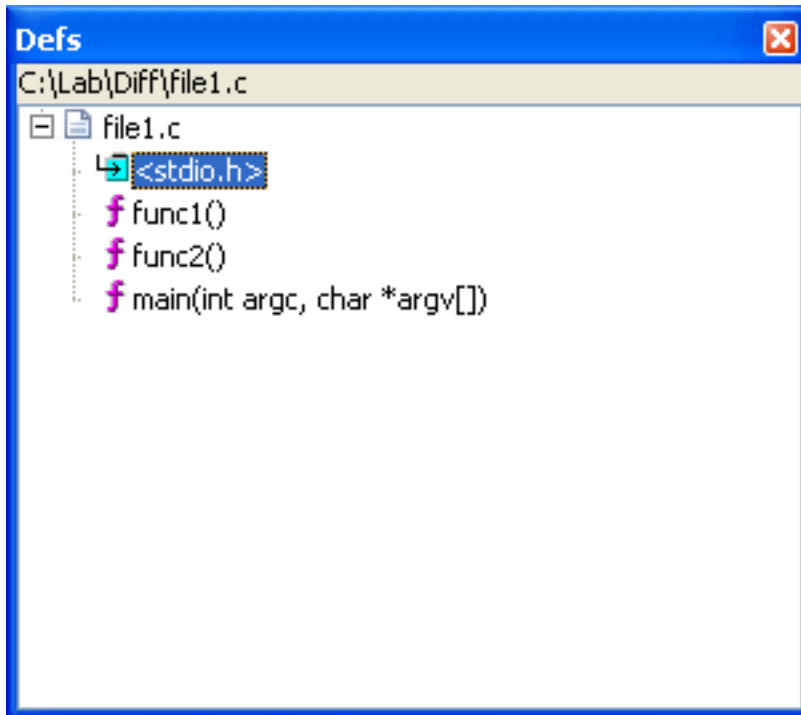 Defs
C:\Lab\Diff\file1.c
file1.c
<stdio.h>
func1()
func2()
main(int argc, char *argv[])